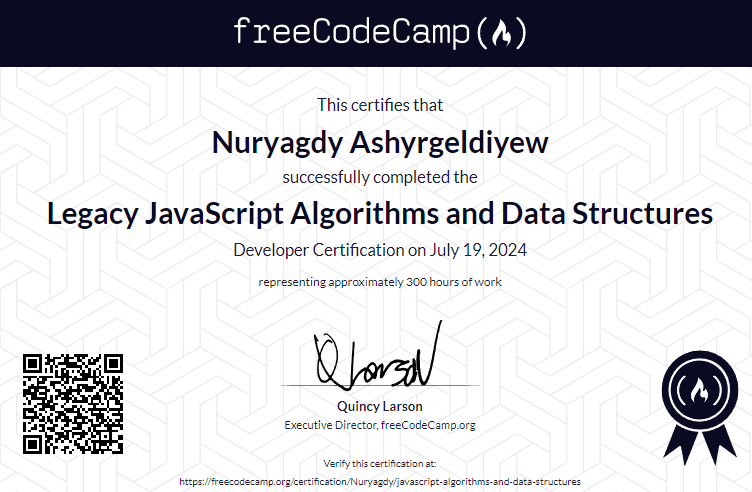 freeCodeCamp
This certifies that
Nuryagdy Ashyrgeldiyew
successfully completed the
Legacy JavaScript Algorithms and Data Structures
Developer Certification on July 19, 2024
representing approximately 300 hours of work
QLarson
Quincy Larson
Executive Director, freeCodeCamp.org
Verify this certification at:
https://freecodecamp.org/certification/Nuryagdy/javascript-algorithms-and-data-structures